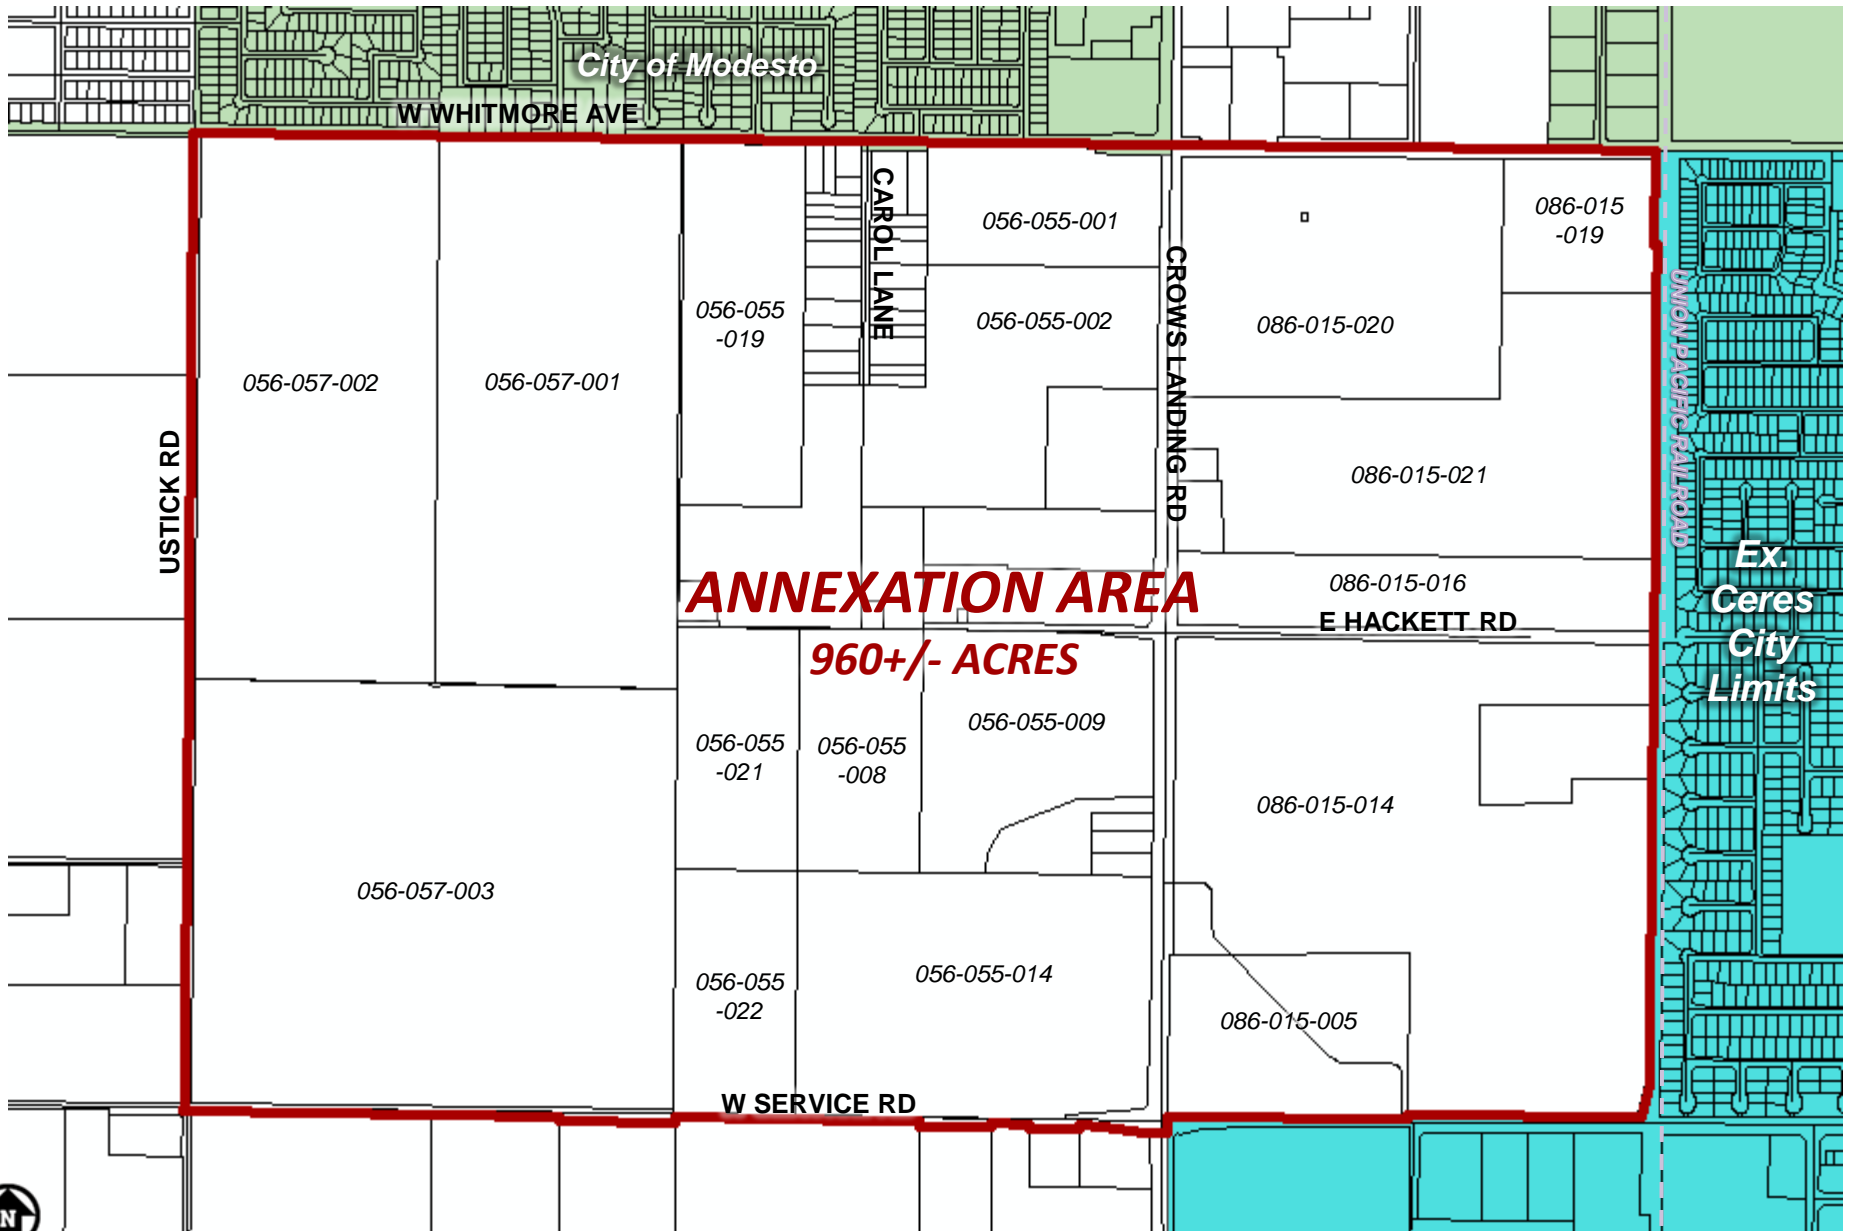 City of Modesto
W WHITMORE AVE
CAROL LANE
056-055-001
086-015
-019
CROWS LANDING RD
UNION PACIFIC RAILROAD
056-055
-019
056-055-002
086-015-020
056-057-002
056-057-001
USTICK RD
086-015-021
ANNEXATION AREA
960+/- ACRES
086-015-016
E HACKETT RD
Ex.
Ceres
City
Limits
056-055
-021
056-055
-008
056-055-009
086-015-014
056-057-003
056-055
-022
056-055-014
086-015-005
W SERVICE RD
N